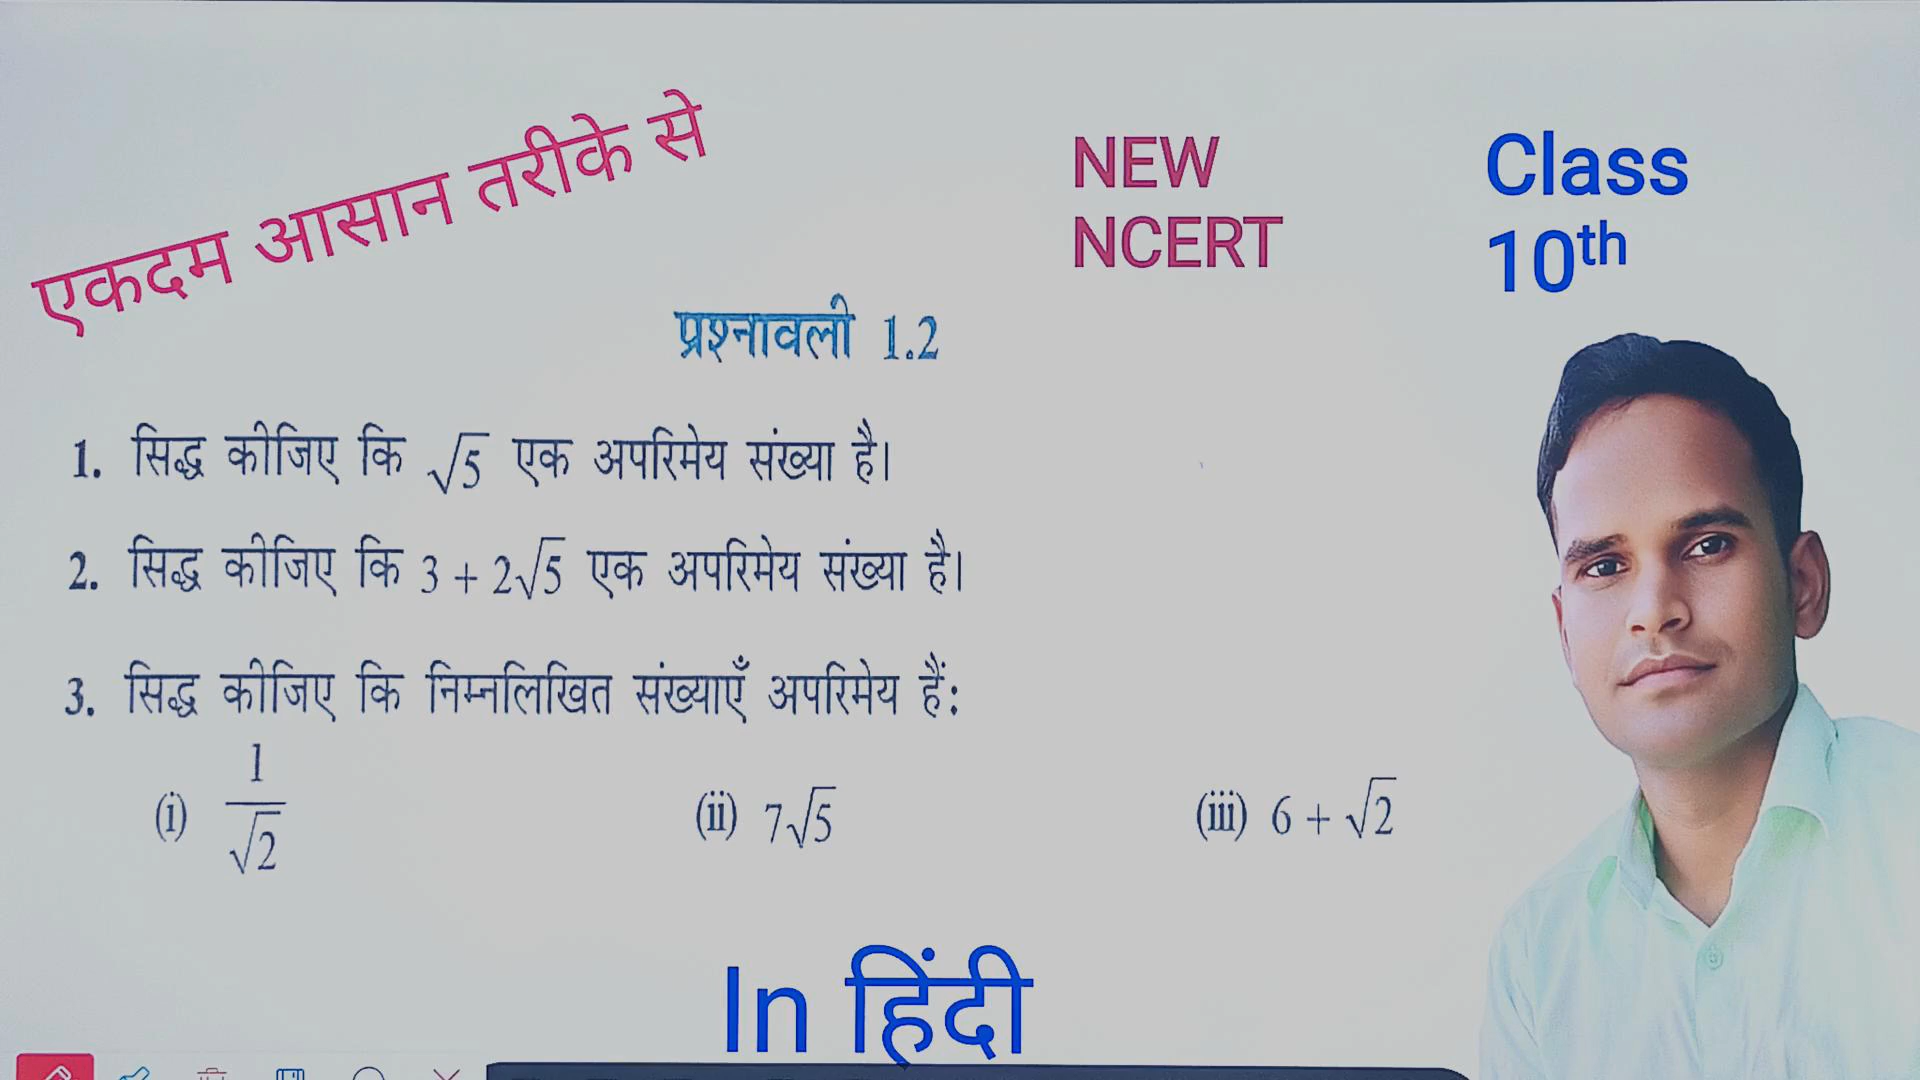 एकदम आसान तरीके से
NEW
NCERT
Class
10th
प्रश्नावली 1.2
1. सिद्ध कीजिए कि √5 एक अपरिमेय संख्या है।
2. सिद्ध कीजिए कि 3 + 2√5 एक अपरिमेय संख्या है।
3. सिद्ध कीजिए कि निम्नलिखित संख्याएँ अपरिमेय हैं:
(i) 1/√2 (ii) 7√5 (iii) 6 + √2
In हिंदी